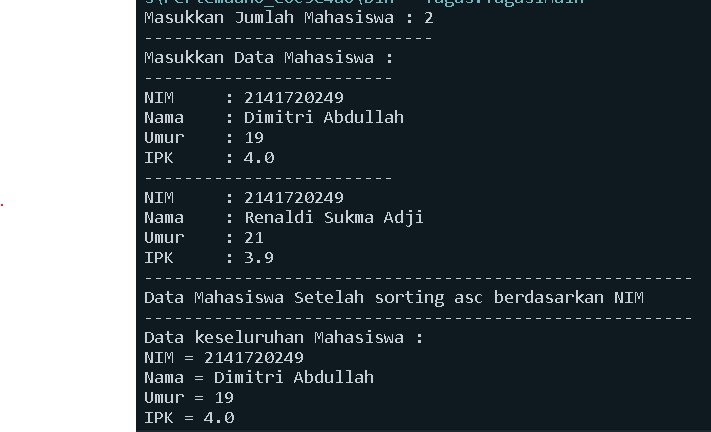 Masukkan Jumlah Mahasiswa : 2
-----------------------------
Masukkan Data Mahasiswa :
-------------------------
NIM     : 2141720249
Nama    : Dimitri Abdullah
Umur    : 19
IPK     : 4.0
-------------------------
NIM     : 2141720249
Nama    : Renaldi Sukma Adji
Umur    : 21
IPK     : 3.9
-------------------------------------------------------
Data Mahasiswa Setelah sorting asc berdasarkan NIM
-------------------------------------------------------
Data keseluruhan Mahasiswa :
NIM = 2141720249
Nama = Dimitri Abdullah
Umur = 19
IPK = 4.0